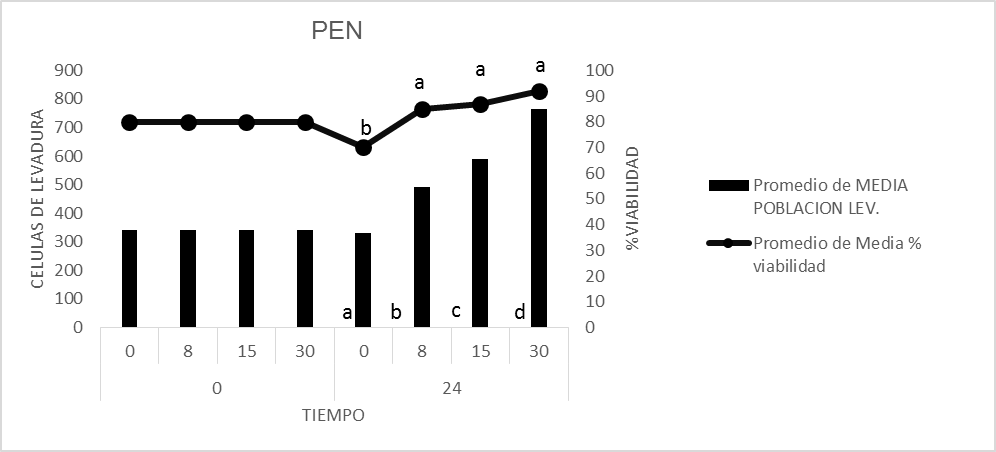 PEN
CELULAS DE LEVADURA
900
800
700
600
500
400
300
200
100
0
b
a
a
a
a
b
c
d
100
90
80
70
60
50
40
30
20
10
0
%VIABILIDAD
0 8 15 30 0 8 15 30
0 24
TIEMPO
Promedio de MEDIA
POBLACION LEV.
Promedio de Media %
viabilidad